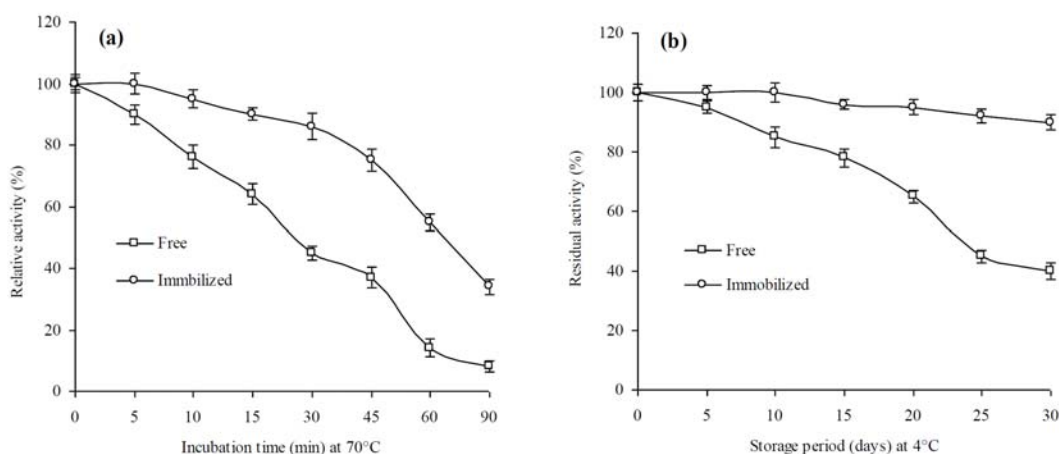 (a)
120
100
80
60
40
20
0
Relative activity (%)
Free
Immbilized
0 5 10 15 30 45 60 90
Incubation time (min) at 70°C
(b)
120
100
80
60
40
20
0
Residual activity (%)
Free
Immobilized
0 5 10 15 20 25 30
Storage period (days) at 4°C